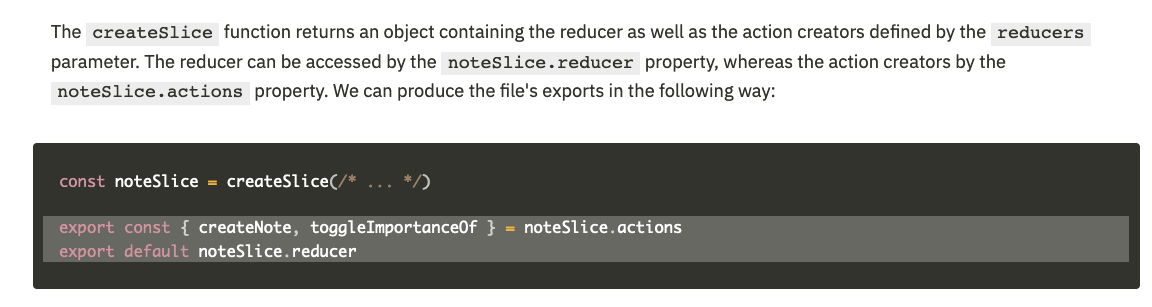 The createSlice function returns an object containing the reducer as well as the action creators defined by the reducers
parameter. The reducer can be accessed by the noteSlice.reducer property, whereas the action creators by the
noteSlice.actions property. We can produce the file's exports in the following way:
const noteSlice = createSlice(/* ... */)
export const { createNote, toggleImportanceOf } = noteSlice.actions
export default noteSlice.reducer